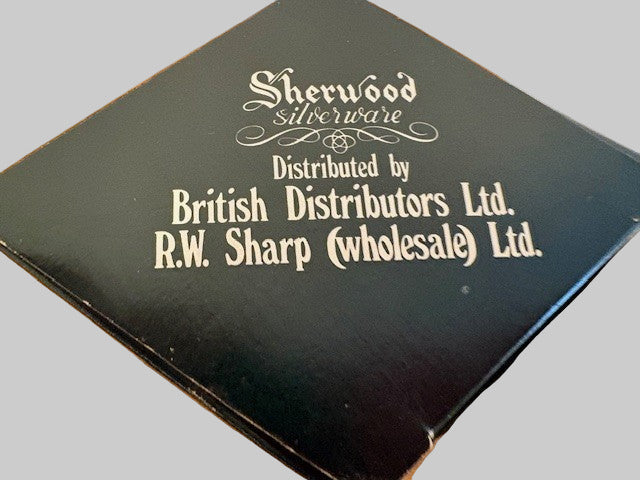 Sherwood
silverware
Distributed by
British Distributors Ltd.
R.W. Sharp (wholesale) Ltd.